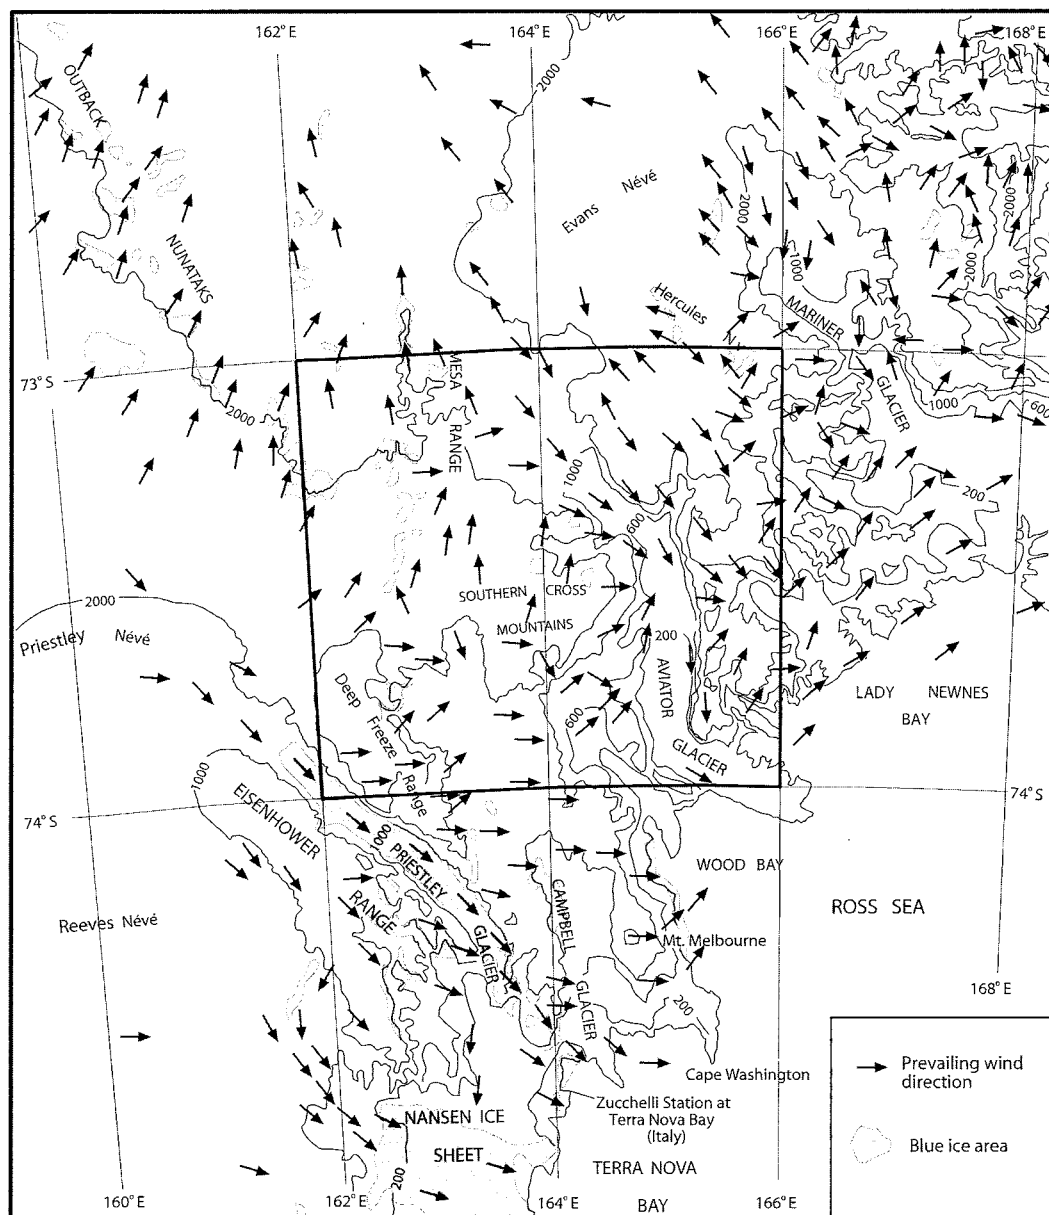 162° E
164° E
166° E
168° E
OUTBACK
NUNATAKS
2000
Evans Névé
2000
2000
2000
1000
Hercules
MARINER
GLACIER
73° S
2000
MESA
RANGE
1000
600
1000
600
200
2000
Priestley Névé
SOUTHERN CROSS
MOUNTAINS
200
AVIATOR
GLACIER
600
LADY NEWNES
BAY
Deep Freeze Range
1000
EISENHOWER
RANGE
1000
PRIESTLEY
GLACIER
74° S
74° S
WOOD BAY
ROSS SEA
CAMPBELL
GLACIER
Reeves Névé
Mt. Melbourne
200
168° E
Cape Washington
Zucchelli Station at
Terra Nova Bay
(Italy)
NANSEN ICE
SHEET
200
TERRA NOVA
BAY
160° E
162° E
164° E
166° E
Prevailing wind
direction
Blue ice area